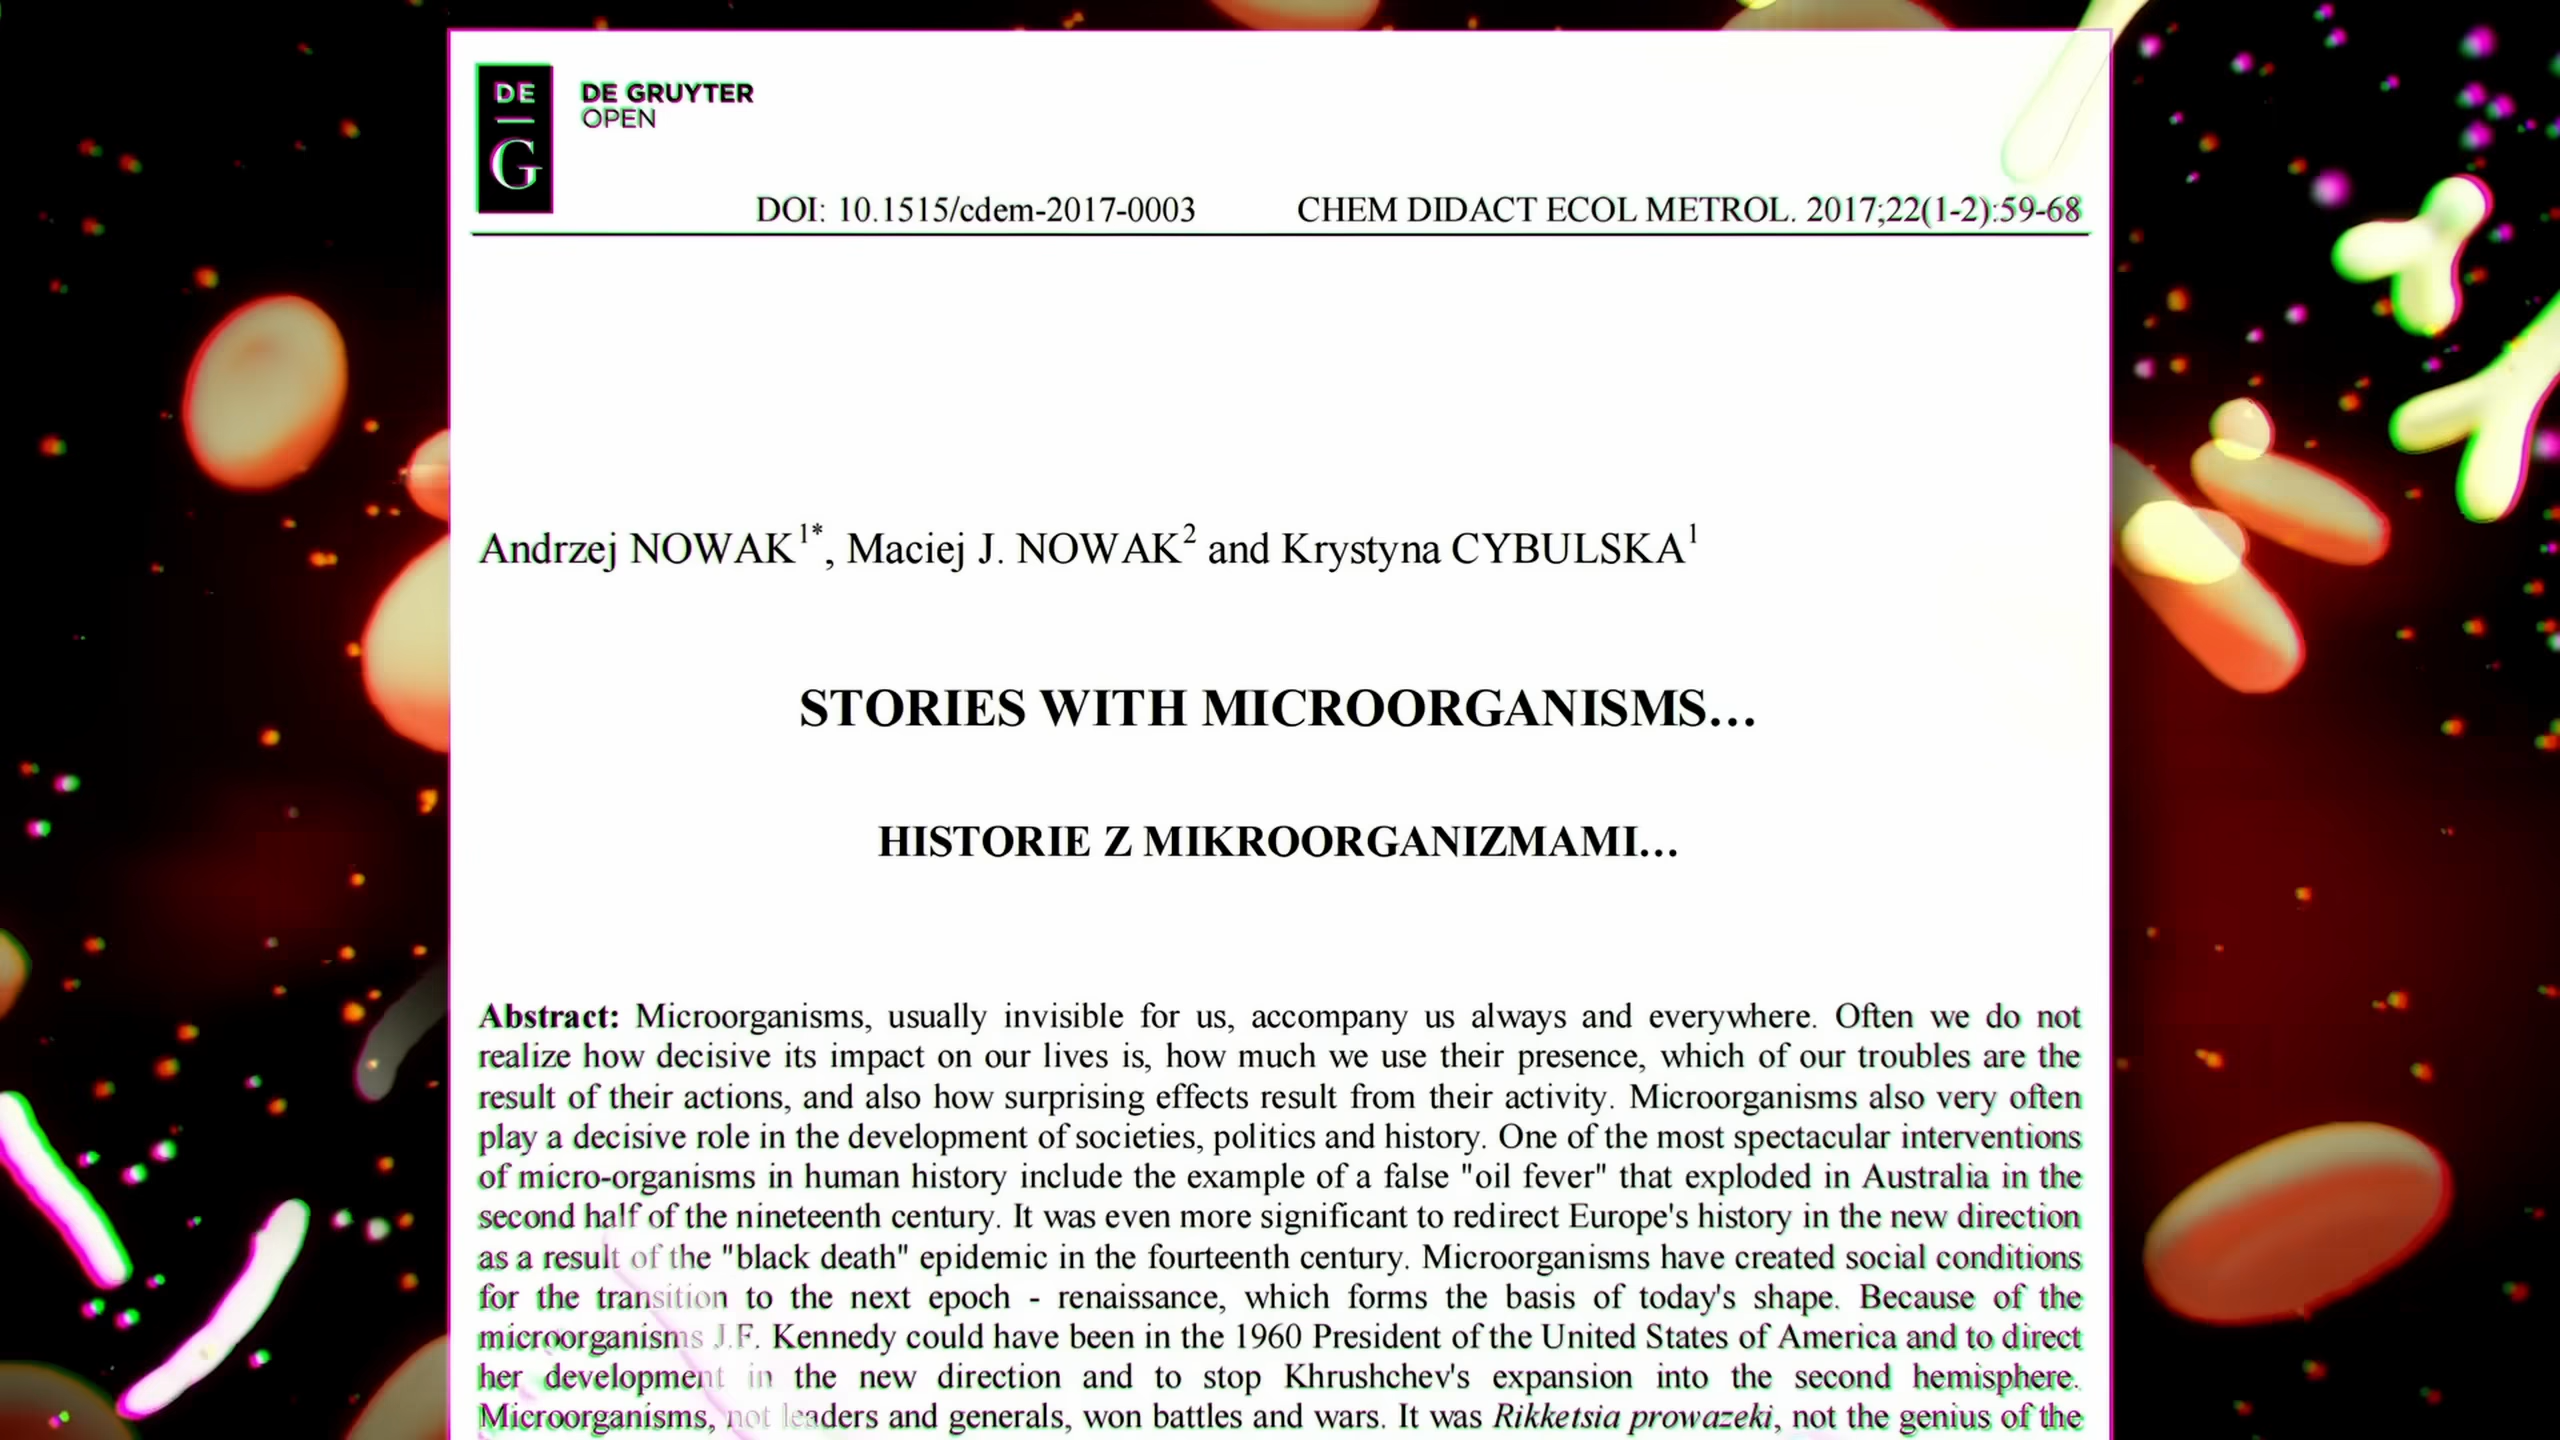 DE
G
DE GRUYTER
OPEN
DOI: 10.1515/cdem-2017-0003 CHEM DIDACT ECOL METROL. 2017;22(1-2):59-68
Andrzej NOWAK1*, Maciej J. NOWAK2 and Krystyna CYBULSKA1
STORIES WITH MICROORGANISMS…
HISTORIE Z MIKROORGANIZMAMI…
Abstract: Microorganisms, usually invisible for us, accompany us always and everywhere. Often we do not
realize how decisive its impact on our lives is, how much we use their presence, which of our troubles are the
result of their actions, and also how surprising effects result from their activity. Microorganisms also very often
play a decisive role in the development of societies, politics and history. One of the most spectacular interventions
of micro-organisms in human history include the example of a false "oil fever" that exploded in Australia in the
second half of the nineteenth century. It was even more significant to redirect Europe's history in the new direction
as a result of the "black death" epidemic in the fourteenth century. Microorganisms have created social conditions
for the transition to the next epoch - renaissance, which forms the basis of today's shape. Because of the
microorganisms J.F. Kennedy could have been in the 1960 President of the United States of America and to direct
her development in the new direction and to stop Khrushchev's expansion into the second hemisphere.
Microorganisms, not leaders and generals, won battles and wars. It was Rikketsia prowazeki, not the genius of the